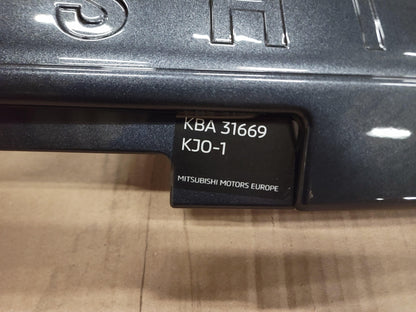 S H I
KBA 31669
KJO-1
MITSUBISHI MOTORS EUROPE